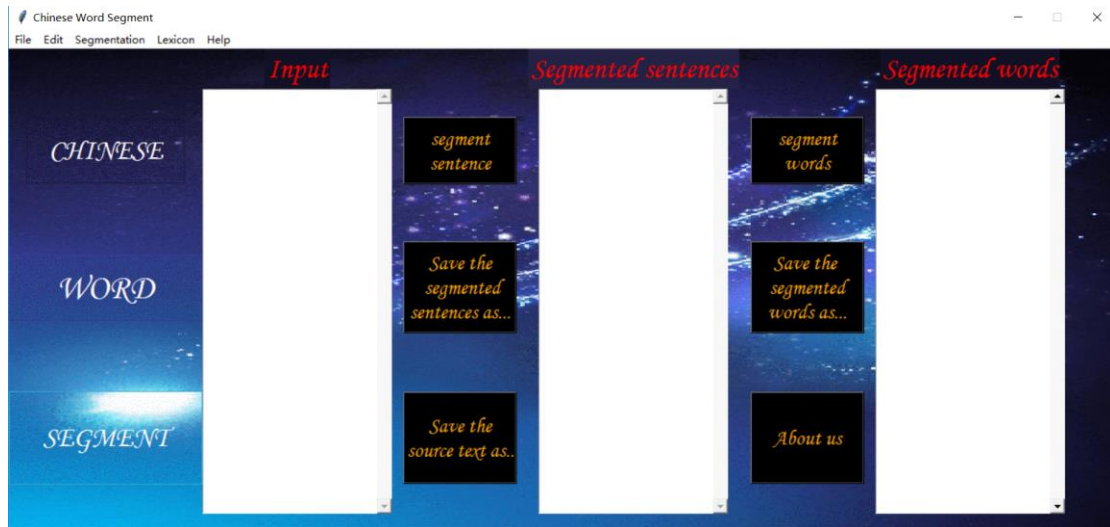 Chinese Word Segment
File Edit Segmentation Lexicon Help
Input
Segmented sentences
Segmented words
CHINESE
segment
sentence
segment
words
WORD
Save the
segmented
sentences as...
Save the
segmented
words as...
SEGMENT
Save the
source text as..
About us